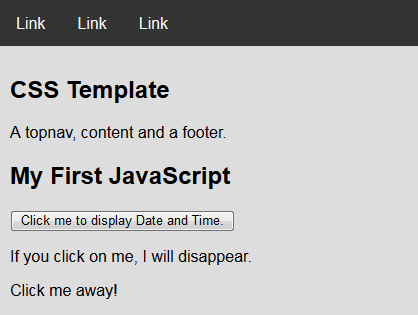 Link Link Link
CSS Template
A topnav, content and a footer.
My First JavaScript
Click me to display Date and Time.
If you click on me, I will disappear.
Click me away!